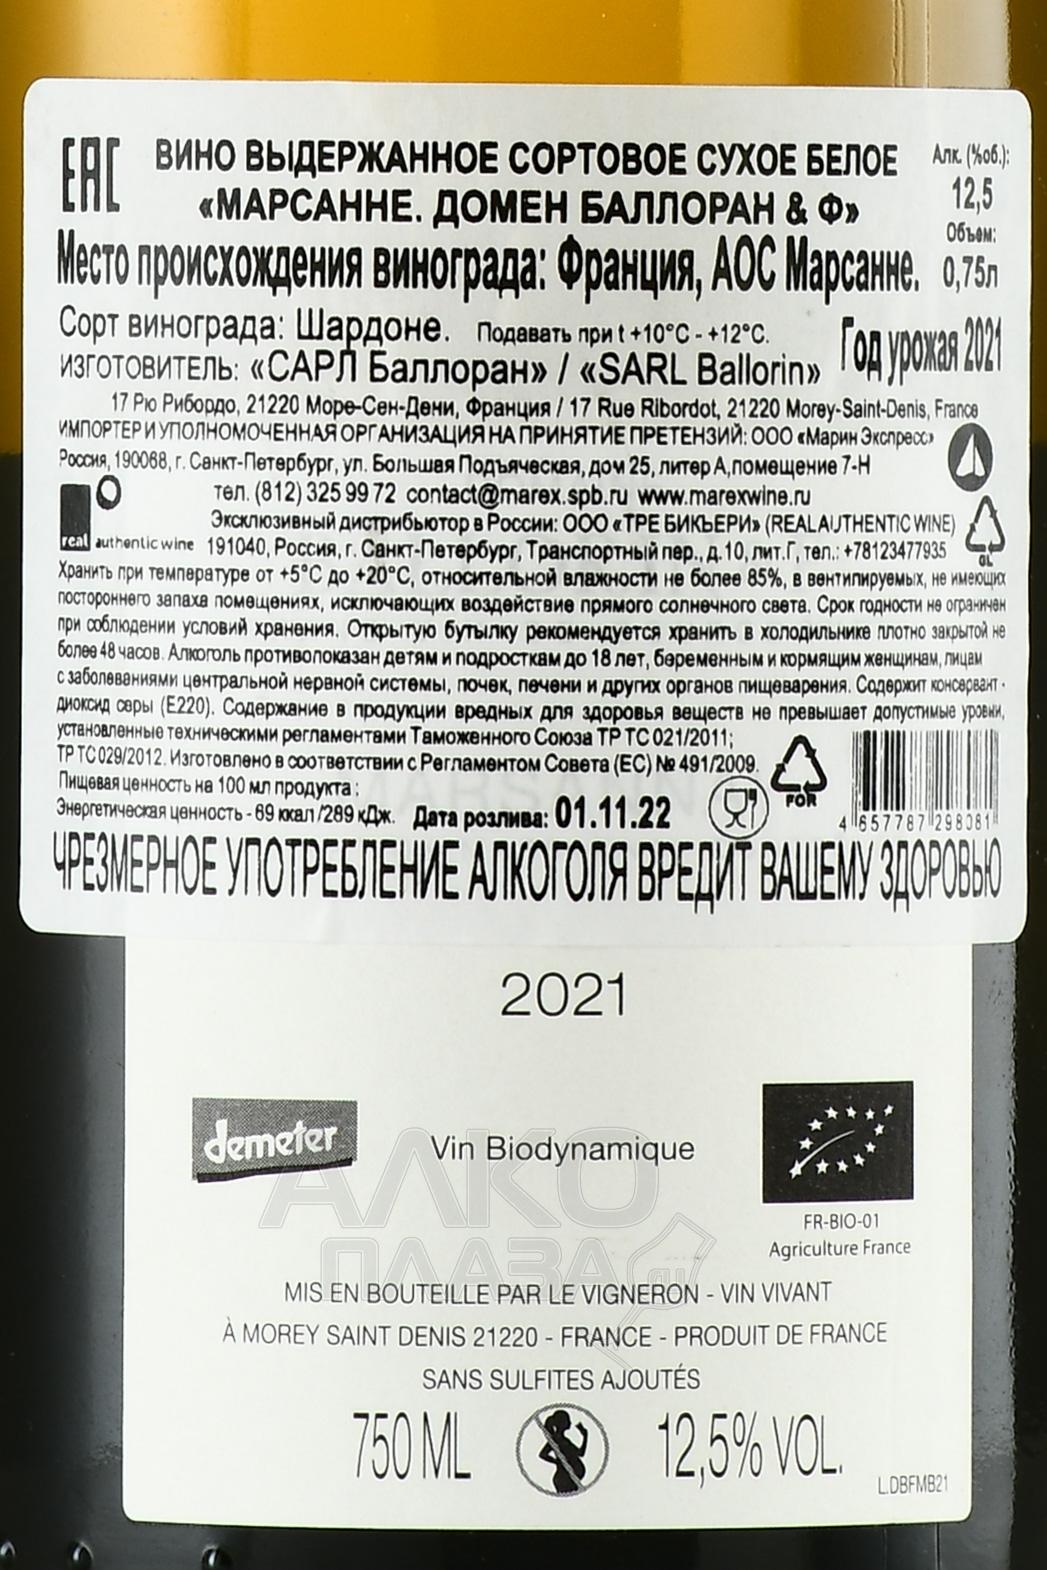 ЕАС
ВИНО ВЫДЕРЖАННОЕ СОРТОВОЕ СУХОЕ БЕЛОЕ
Алк. (%об.):
«МАРСАННЕ. ДОМЕН БАЛЛОРАН & Ф»
12,5
Объем:
Место происхождения винограда: Франция, АОС Марсанне.
0,75л
Сорт винограда: Шардоне. Подавать при t +10°C - +12°C.
Год урожая 2021
ИЗГОТОВИТЕЛЬ: «САРЛ Баллоран» / «SARL Ballorin»
17 Рю Рибордо, 21220 Море-Сен-Дени, Франция / 17 Rue Ribordot, 21220 Morey-Saint-Denis, France
ИМПОРТЕР И УПОЛНОМОЧЕННАЯ ОРГАНИЗАЦИЯ НА ПРИНЯТИЕ ПРЕТЕНЗИЙ: ООО «Марин Экспресс»
Россия, 190068, г. Санкт-Петербург, ул. Большая Подъяческая, дом 25, литер А,помещение 7-Н
тел. (812) 325 99 72 contact@marex.spb.ru www.marexwine.ru
Эксклюзивный дистрибьютор в России: ООО «ТРЕ БИКЬЕРИ» (REAL AUTHENTIC WINE)
real authentic wine
191040, Россия, г. Санкт-Петербург, Транспортный пер., д.10, лит.Г, тел.: +78123477935
GL
Хранить при температуре от +5°C до +20°C, относительной влажности не более 85%, в вентилируемых, не имеющих
постороннего запаха помещениях, исключающих воздействие прямого солнечного света. Срок годности не ограничен
при соблюдении условий хранения. Открытую бутылку рекомендуется хранить в холодильнике плотно закрытой не
более 48 часов. Алкоголь противопоказан детям и подросткам до 18 лет, беременным и кормящим женщинам, лицам
с заболеваниями центральной нервной системы, почек, печени и других органов пищеварения. Содержит консервант -
диоксид серы (Е220). Содержание в продукции вредных для здоровья веществ не превышает допустимые уровни,
установленные техническими регламентами Таможенного Союза ТР ТС 021/2011;
ТР ТС 029/2012. Изготовлено в соответствии с Регламентом Совета (ЕС) № 491/2009.
Пищевая ценность на 100 мл продукта :
FOR
Энергетическая ценность - 69 ккал /289 кДж. Дата розлива: 01.11.22
4 657787 298081
ЧРЕЗМЕРНОЕ УПОТРЕБЛЕНИЕ АЛКОГОЛЯ ВРЕДИТ ВАШЕМУ ЗДОРОВЬЮ
2021
demeter
Vin Biodynamique
FR-BIO-01
Agriculture France
АЛКО
ПЛАЗА
.RU
MIS EN BOUTEILLE PAR LE VIGNERON - VIN VIVANT
À MOREY SAINT DENIS 21220 - FRANCE - PRODUIT DE FRANCE
SANS SULFITES AJOUTÉS
750 ML
12,5% VOL.
L.DBFMB21